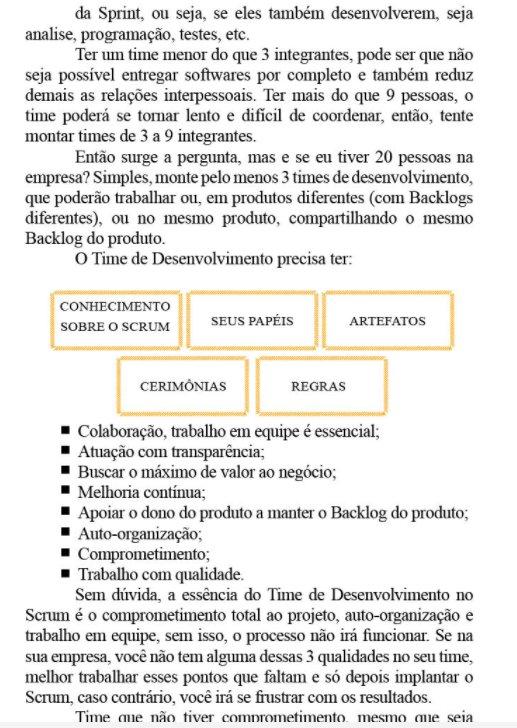 da Sprint, ou seja, se eles também desenvolverem, seja
analise, programação, testes, etc.
Ter um time menor do que 3 integrantes, pode ser que não
seja possível entregar softwares por completo e também reduz
demais as relações interpessoais. Ter mais do que 9 pessoas, o
time poderá se tornar lento e difícil de coordenar, então, tente
montar times de 3 a 9 integrantes.
Então surge a pergunta, mas e se eu tiver 20 pessoas na
empresa? Simples, monte pelo menos 3 times de desenvolvimento,
que poderão trabalhar ou, em produtos diferentes (com Backlogs
diferentes), ou no mesmo produto, compartilhando o mesmo
Backlog do produto.
O Time de Desenvolvimento precisa ter:
CONHECIMENTO
SOBRE O SCRUM
SEUS PAPÉIS
ARTEFATOS
CERIMÔNIAS
REGRAS
■ Colaboração, trabalho em equipe é essencial;
■ Atuação com transparência;
■ Buscar o máximo de valor ao negócio;
■ Melhoria contínua;
■ Apoiar o dono do produto a manter o Backlog do produto;
■ Auto-organização;
■ Comprometimento;
■ Trabalho com qualidade.
Sem dúvida, a essência do Time de Desenvolvimento no
Scrum é o comprometimento total ao projeto, auto-organização e
trabalho em equipe, sem isso, o processo não irá funcionar. Se na
sua empresa, você não tem alguma dessas 3 qualidades no seu time,
melhor trabalhar esses pontos que faltam e só depois implantar o
Scrum, caso contrário, você irá se frustrar com os resultados.
Time que não tiver comprometimento, mesmo que seja